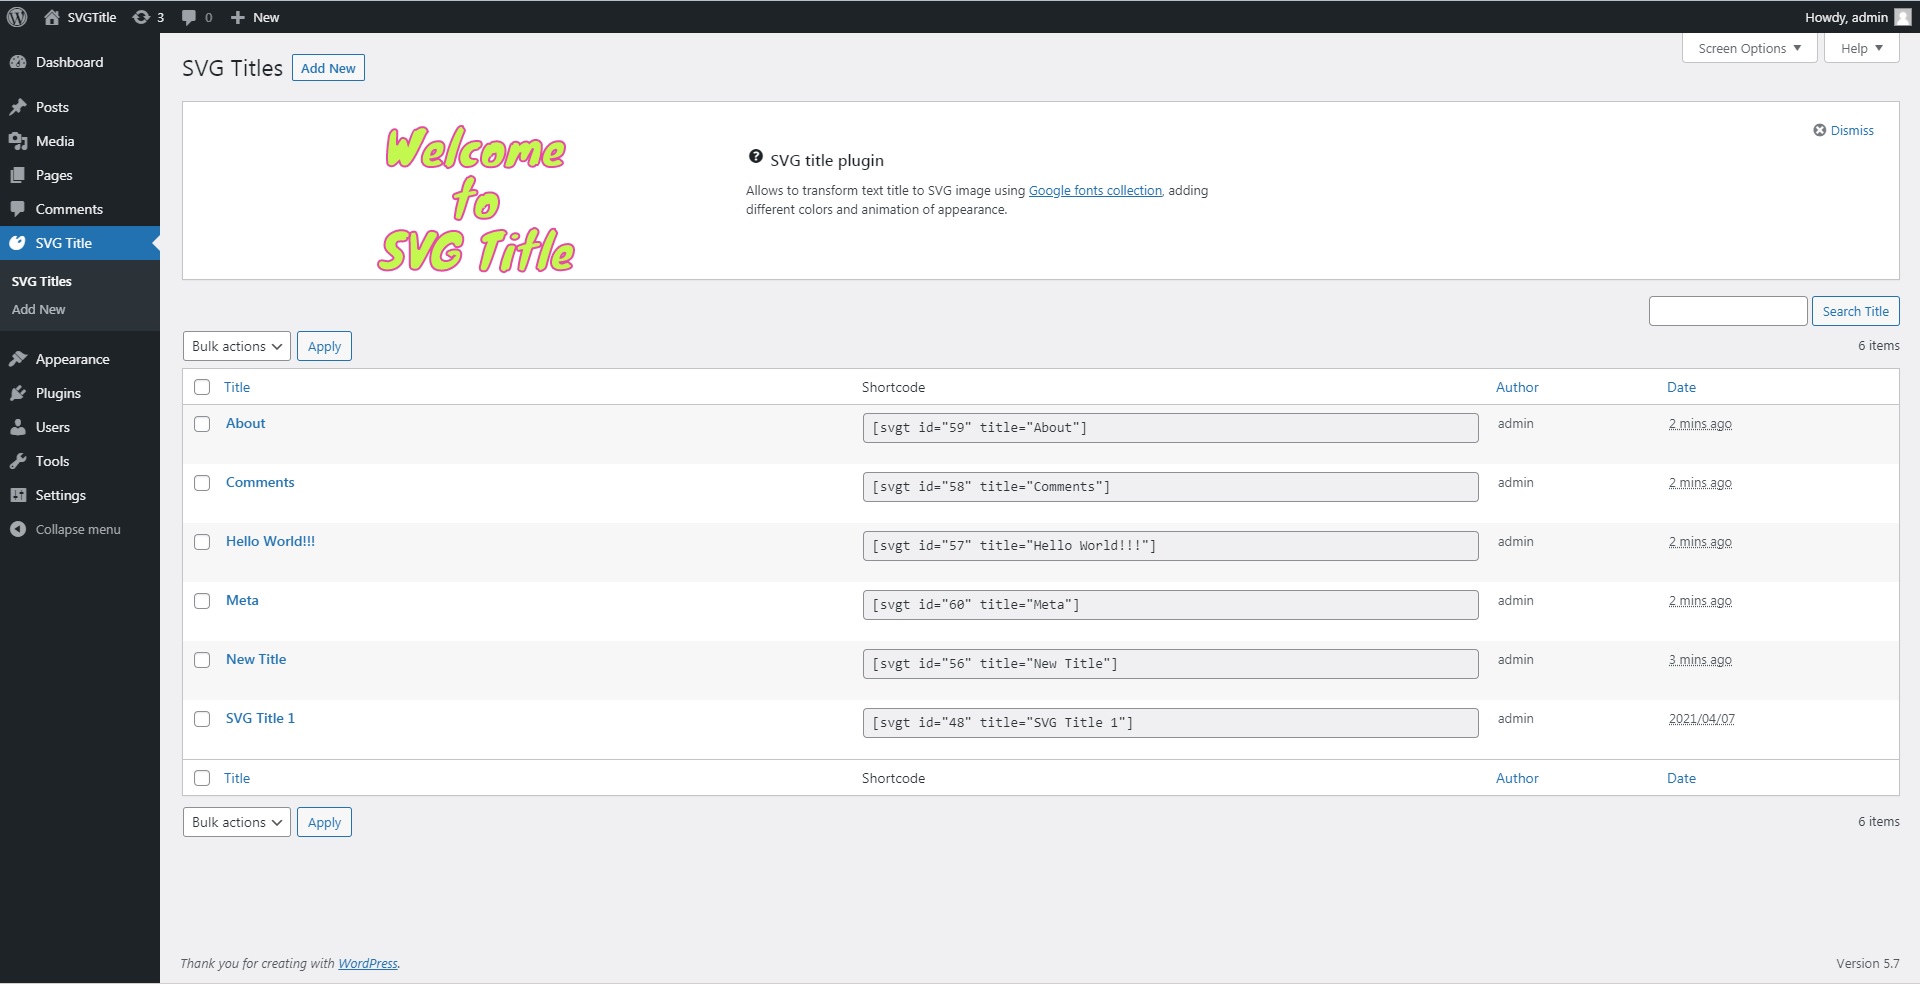 SVGTitle 3 0 New Howdy, admin
Dashboard
Posts
Media
Pages
Comments
SVG Title
SVG Titles
Add New
Appearance
Plugins
Users
Tools
Settings
Collapse menu
Screen Options Help
SVG Titles Add New
Welcome
to
SVG Title
SVG title plugin
Dismiss
Allows to transform text title to SVG image using Google fonts collection, adding
different colors and animation of appearance.
Search Title
Bulk actions Apply 6 items
Title Shortcode Author Date
About [svgt id="59" title="About"] admin 2 mins ago
Comments [svgt id="58" title="Comments"] admin 2 mins ago
Hello World!!! [svgt id="57" title="Hello World!!!"] admin 2 mins ago
Meta [svgt id="60" title="Meta"] admin 2 mins ago
New Title [svgt id="56" title="New Title"] admin 3 mins ago
SVG Title 1 [svgt id="48" title="SVG Title 1"] admin 2021/04/07
Title Shortcode Author Date
Bulk actions Apply 6 items
Thank you for creating with WordPress. Version 5.7